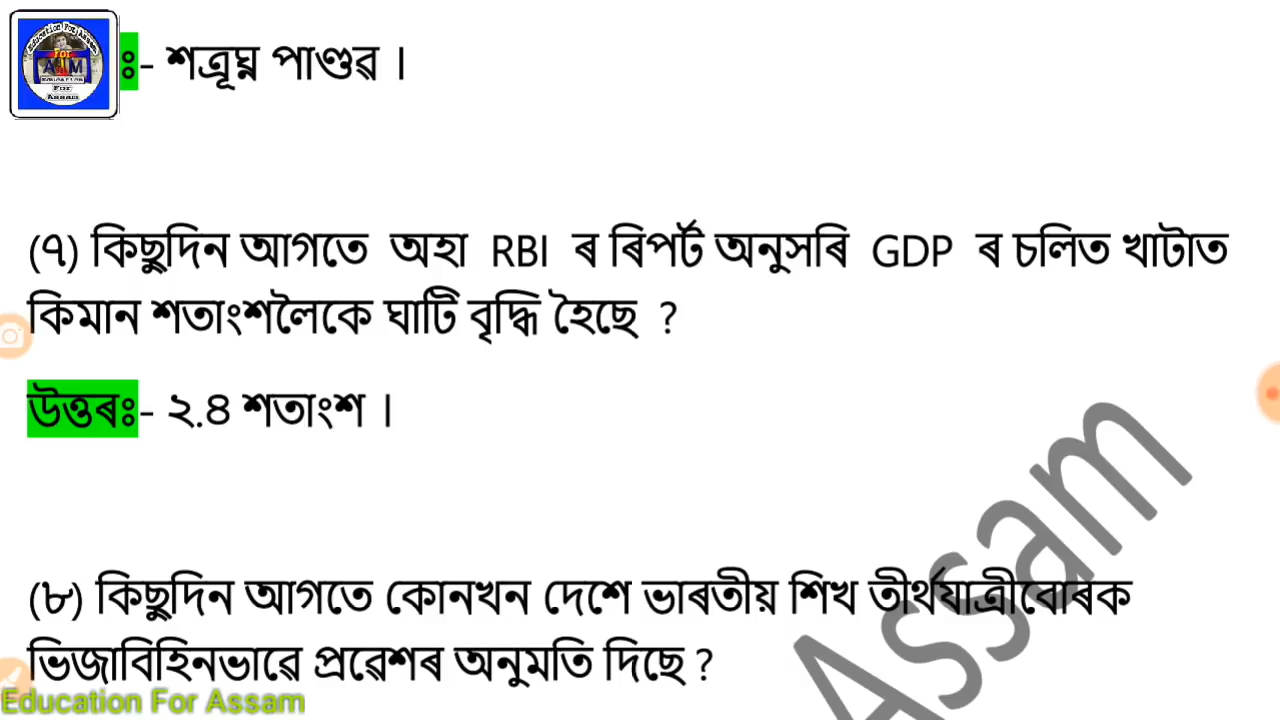 ঃ- শত্ৰূঘ্ন পাণ্ডৱ ।
(৭) কিছুদিন আগতে অহা RBI ৰ ৰিপৰ্ট অনুসৰি GDP ৰ চলিত খাটাত
কিমান শতাংশলৈকে ঘাটি বৃদ্ধি হৈছে ?
উত্তৰঃ- ২.৪ শতাংশ ।
(৮) কিছুদিন আগতে কোনখন দেশে ভাৰতীয় শিখ তীৰ্থযাত্ৰীবোৰক
ভিজাবিহিনভাৱে প্ৰৱেশৰ অনুমতি দিছে ?
Assam
Education For Assam